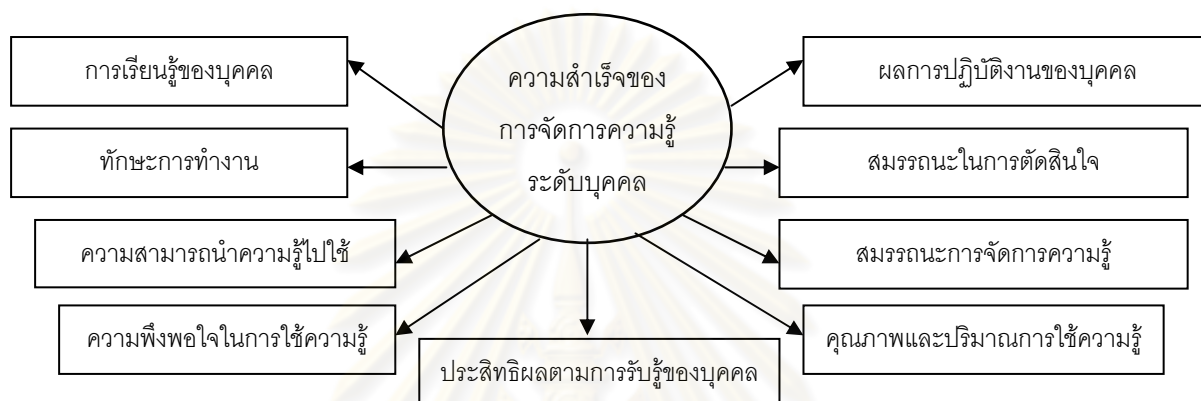 ความสำเร็จของ
การจัดการความรู้
ระดับบุคคล
การเรียนรู้ของบุคคล
ทักษะการทำงาน
ความสามารถนำความรู้ไปใช้
ความพึงพอใจในการใช้ความรู้
ประสิทธิผลตามการรับรู้ของบุคคล
ผลการปฏิบัติงานของบุคคล
สมรรถนะในการตัดสินใจ
สมรรถนะการจัดการความรู้
คุณภาพและปริมาณการใช้ความรู้